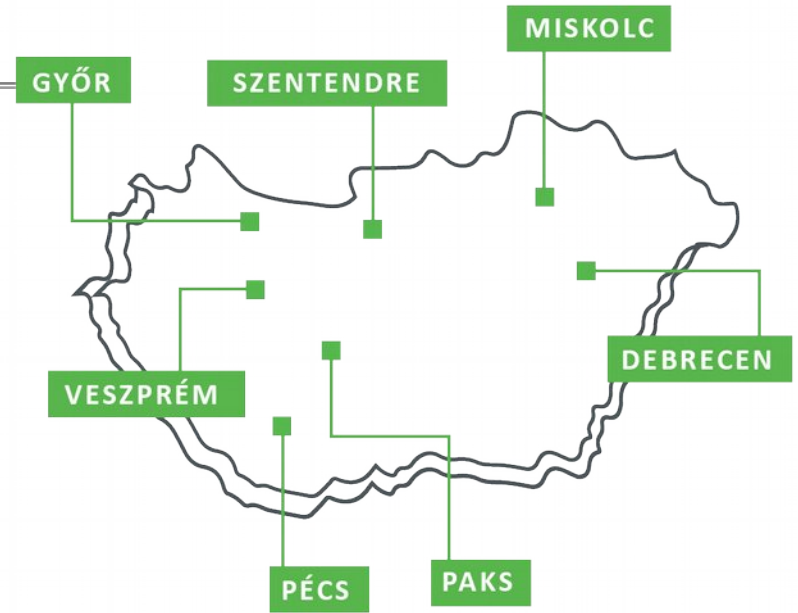 MISKOLC
GYŐR
SZENTENDRE
DEBRECEN
VESZPRÉM
PAKS
PÉCS